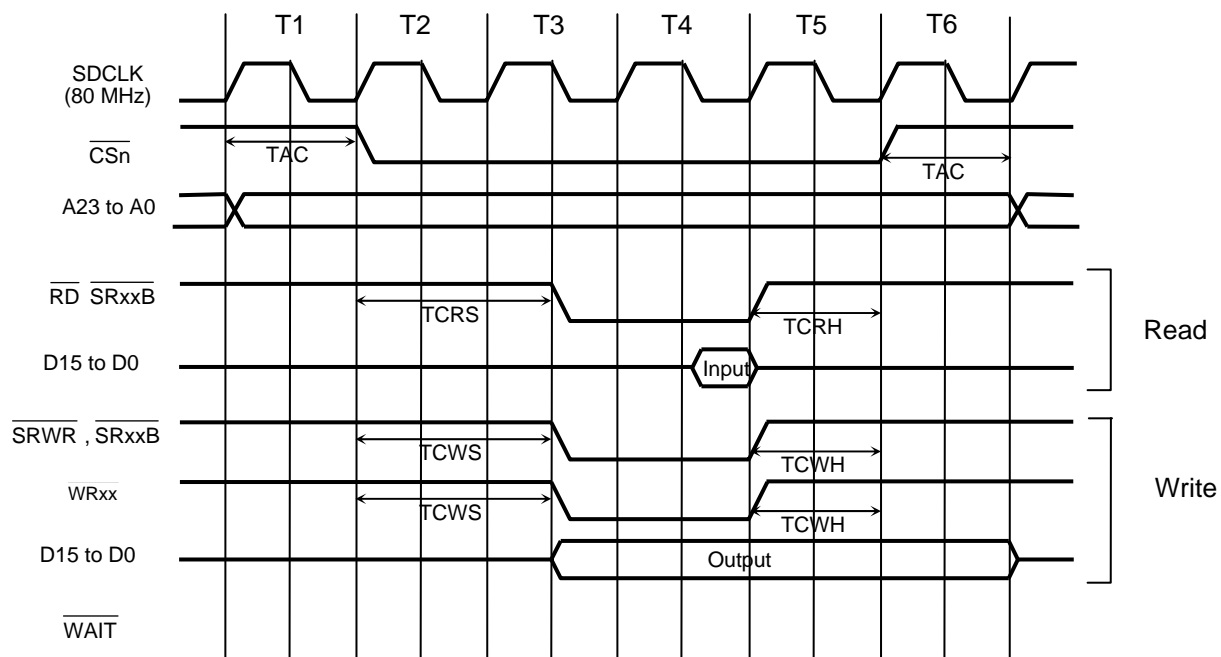 T1 T2 T3 T4 T5 T6
SDCLK
(80 MHz)
CSn
TAC
TAC
A23 to A0
RD SRxxB
TCRS
TCRH
Read
D15 to D0
Input
SRWR , SRxxB
TCWS
TCWH
WRxx
TCWS
TCWH
Write
D15 to D0
Output
WAIT